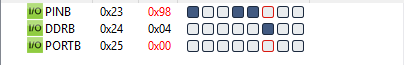 I/O PINB 0x23 0x98
I/O DDRB 0x24 0x04
I/O PORTB 0x25 0x00